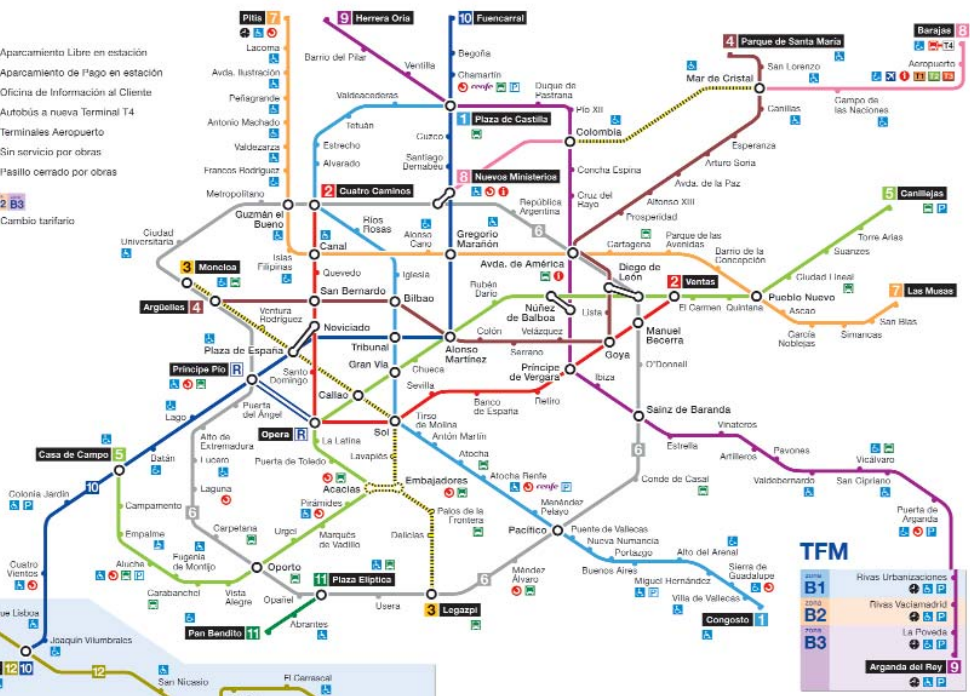 Aparcamiento Libre en estación
Aparcamiento de Pago en estación
Oficina de Información al Cliente
Autobús a nueva Terminal T4
Terminales Aeropuerto
Sin servicio por obras
Pasillo cerrado por obras
2 B3
Cambio tarifario
Pitis 7
Lacoma
Avda. Ilustración
Peñagrande
Antonio Machado
Valdezarza
Francos Rodríguez
Metropolitano
Guzmán el
Bueno
Islas
Filipinas
9 Herrera Oria
Barrio del Pilar
Ventilla
10 Fuencarral
Begoña
Chamartín
renfe P
1 Plaza de Castilla
Valdeacederas
Tetuán
Estrecho
Alvarado
2 Cuatro Caminos
Cuzco
Santiago
Bernabéu
8 Nuevos Ministerios
Duque de
Pastrana
Pío XII
Colombia
Concha Espina
Cruz del
Rayo
República
Argentina
6
4 Parque de Santa María
San Lorenzo
Mar de Cristal
Canillas
Esperanza
Arturo Soria
Avda. de la Paz
Alfonso XIII
Prosperidad
Barajas 8
T4
Aeropuerto
T1 T2 T3
Campo de
las Naciones
5 Canillejas
P
Torre Arias
Suanzes
Ciudad Lineal
Pueblo Nuevo
Quintana
El Carmen
2 Ventas
7 Las Musas
San Blas
Simancas
García
Noblejas
Ascao
Barrio de la
Concepción
Parque de las
Avenidas
Cartagena
Avda. de América
Diego de
León
Núñez
de Balboa
Rubén
Darío
Gregorio
Marañón
Alonso
Cano
Canal
Ríos
Rosas
Iglesia
Quevedo
San Bernardo
Bilbao
Ciudad
Universitaria
3 Moncloa
Argüelles 4
Ventura
Rodríguez
Noviciado
Plaza de España
Tribunal
Alonso
Martínez
Colón
Serrano
Velázquez
Lista
Goya
Manuel
Becerra
O'Donnell
Príncipe Pío R
Santo
Domingo
Gran Vía
Chueca
Callao
Sevilla
Banco
de España
Retiro
Príncipe
de Vergara
Ibiza
Sainz de Baranda
6
Conde de Casal
Lago
Puerta
del Ángel
Opera R
La Latina
Puerta de Toledo
Sol
Tirso
de Molina
Antón Martín
Lavapiés
Atocha
Atocha Renfe
renfe P
Menéndez
Pelayo
Pacífico
Puente de Vallecas
Nueva Numancia
Portazgo
Buenos Aires
Alto del Arenal
Miguel Hernández
P
Sierra de
Guadalupe
Villa de Vallecas
Congosto 1
Estrella
Vinateros
Artilleros
Pavones
Valdebernardo
Vicálvaro
San Cipriano
Puerta de
Arganda
P
Casa de Campo 5
Batán
10
Colonia Jardín
P
Campamento
Empalme
Aluche
P
Eugenia
de Montijo
Carabanchel
Vista
Alegre
Oporto
Alto de
Extremadura
Lucero
Laguna
6
Carpetana
Urgel
Marqués
de Vadillo
Pirámides
Acacias
Embajadores
Palos de la
Frontera
Delicias
Méndez
Álvaro
6
3 Legazpi
Usera
11 Plaza Elíptica
Opañel
Abrantes
Pan Bendito 11
Cuatro
Vientos
Joaquín Vilumbrales
12 10
12
San Nicasio
El Carrascal
TFM
zona
B1
zona
B2
zona
B3
Rivas Urbanizaciones
P
Rivas Vaciamadrid
P
La Poveda
P
Arganda del Rey 9
P